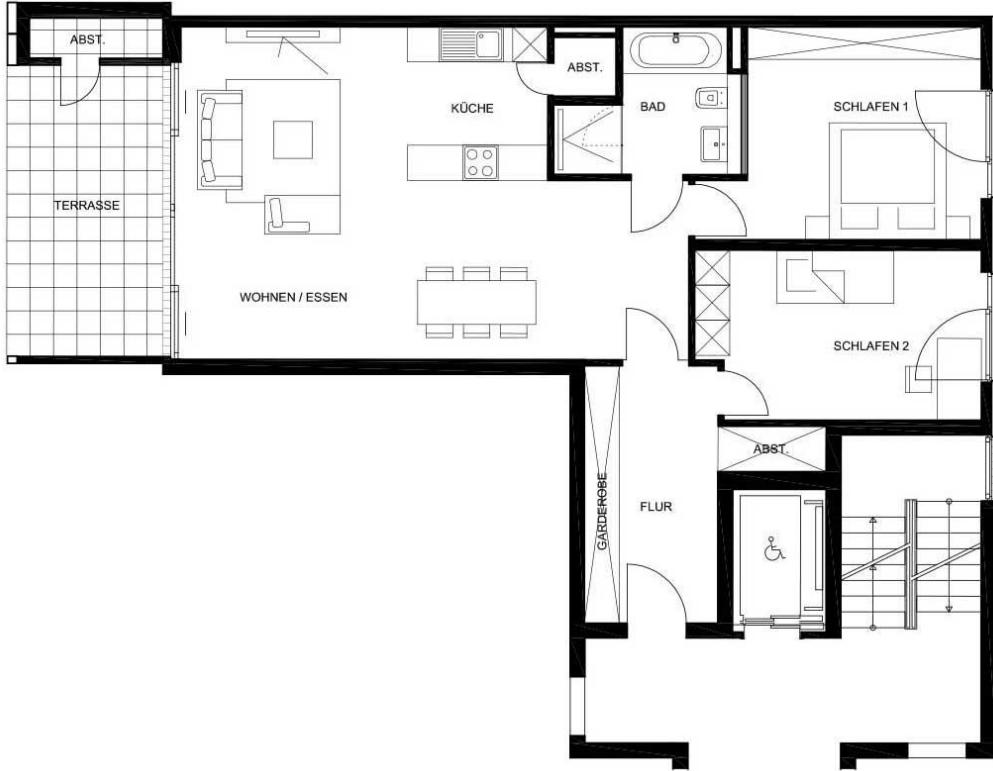 ABST.
ABST.
KÜCHE
BAD
SCHLAFEN 1
TERRASSE
WOHNEN / ESSEN
SCHLAFEN 2
ABST.
GARDEROBE
FLUR